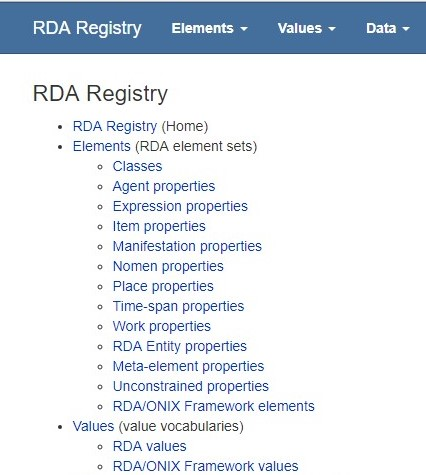 RDA Registry Elements Values Data
RDA Registry
RDA Registry (Home)
Elements (RDA element sets)
Classes
Agent properties
Expression properties
Item properties
Manifestation properties
Nomen properties
Place properties
Time-span properties
Work properties
RDA Entity properties
Meta-element properties
Unconstrained properties
RDA/ONIX Framework elements
Values (value vocabularies)
RDA values
RDA/ONIX Framework values